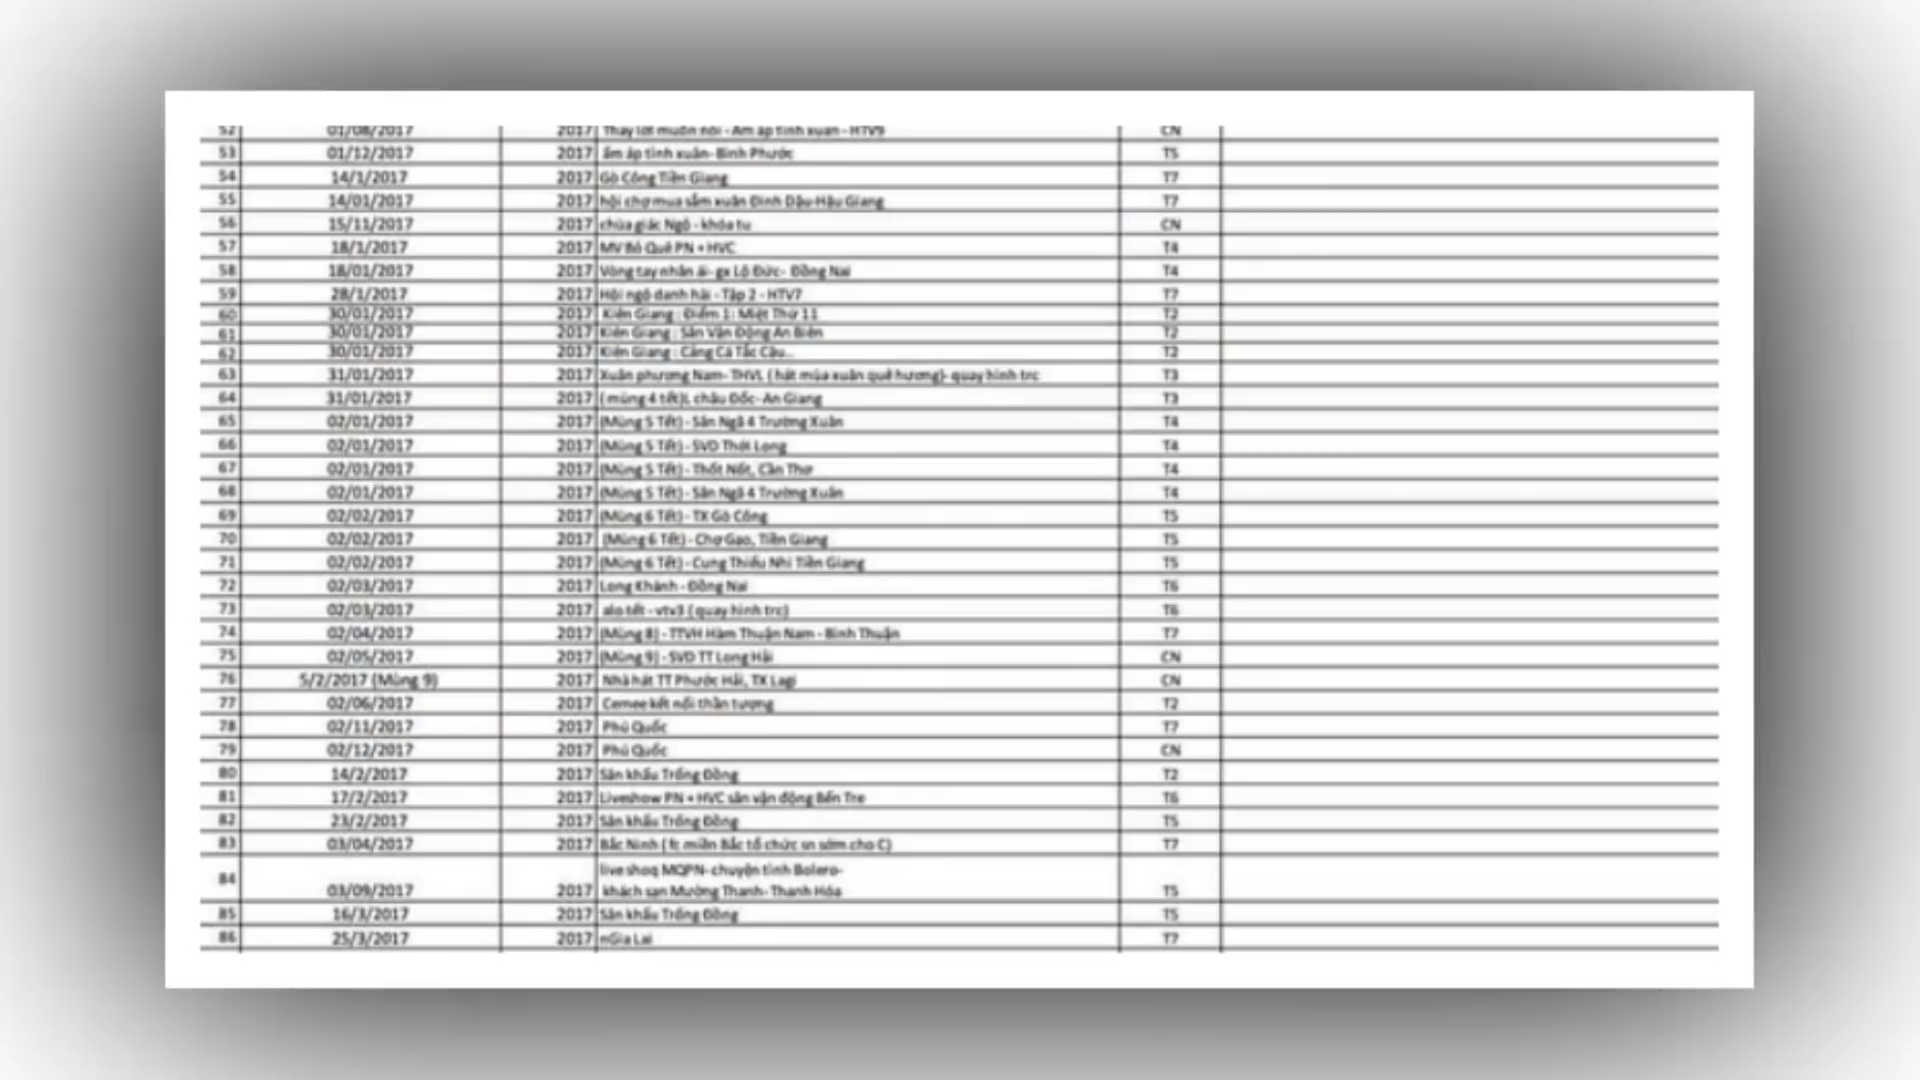 52 01/08/2017 2017 Thay lời muốn nói - Ấm áp tình xuân - HTV9 CN
53 01/12/2017 2017 ấm áp tình xuân- Bình Phước T5
54 14/1/2017 2017 Gò Công Tiền Giang T7
55 14/01/2017 2017 hội chợ mua sắm xuân Đinh Dậu-Hậu Giang T7
56 15/11/2017 2017 chùa giác Ngộ - khóa tu CN
57 18/1/2017 2017 MV Bỏ Quê PN + HVC T4
58 18/01/2017 2017 Vòng tay nhân ái- gx Lộ Đức- Đồng Nai T4
59 28/1/2017 2017 Hội ngộ danh hài - Tập 2 - HTV7 T7
60 30/01/2017 2017 Kiên Giang : Điểm 1: Miệt Thứ 11 T2
61 30/01/2017 2017 Kiên Giang : Sân Vận Động An Biên T2
62 30/01/2017 2017 Kiên Giang : Cảng Cá Tắc Cậu... T2
63 31/01/2017 2017 Xuân phương Nam- THVL ( hát mùa xuân quê hương)- quay hình trc T3
64 31/01/2017 2017 ( mùng 4 tết)L châu Đốc- An Giang T3
65 02/01/2017 2017 (Mùng 5 Tết) - Sân Ngã 4 Trường Xuân T4
66 02/01/2017 2017 (Mùng 5 Tết) - SVD Thới Long T4
67 02/01/2017 2017 (Mùng 5 Tết) - Thốt Nốt, Cần Thơ T4
68 02/01/2017 2017 (Mùng 5 Tết) - Sân Ngã 4 Trường Xuân T4
69 02/02/2017 2017 (Mùng 6 Tết) - TX Gò Công T5
70 02/02/2017 2017 (Mùng 6 Tết) - Chợ Gạo, Tiền Giang T5
71 02/02/2017 2017 (Mùng 6 Tết) - Cung Thiếu Nhi Tiền Giang T5
72 02/03/2017 2017 Long Khánh - Đồng Nai T6
73 02/03/2017 2017 alo tết - vtv3 ( quay hình trc) T6
74 02/04/2017 2017 (Mùng 8) - TTVH Hàm Thuận Nam - Bình Thuận T7
75 02/05/2017 2017 (Mùng 9) - SVD TT Long Hải CN
76 5/2/2017 (Mùng 9) 2017 Nhà hát TT Phước Hải, TX Lagi CN
77 02/06/2017 2017 Cemee kết nối thần tượng T2
78 02/11/2017 2017 Phú Quốc T7
79 02/12/2017 2017 Phú Quốc CN
80 14/2/2017 2017 Sân khấu Trống Đồng T2
81 17/2/2017 2017 Liveshow PN + HVC sân vận động Bến Tre T6
82 23/2/2017 2017 Sân khấu Trống Đồng T5
83 03/04/2017 2017 Bắc Ninh ( fc miền Bắc tổ chức sn sớm cho C) T7
live shoq MQPN- chuyện tình Bolero-
84 03/09/2017 2017 khách sạn Mường Thanh- Thanh Hóa T5
85 16/3/2017 2017 Sân khấu Trống Đồng T5
86 25/3/2017 2017 nGia Lai T7